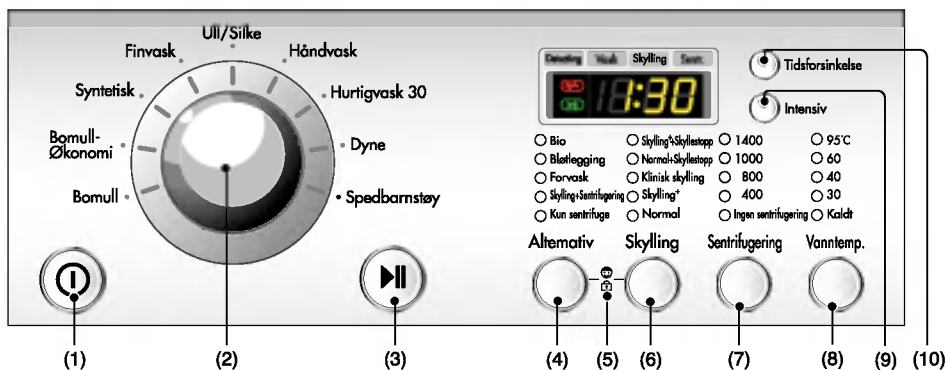 Ull/Silke
Finvask
Håndvask
Syntetisk
Hurtigvask 30
Bomull-
Økonomi
Dyne
Bomull
Spedbarnstøy
Skylling
1:30
Tidsforsinkelse
Intensiv
Bio
Bløtlegging
Forvask
Skylling+Sentrifugering
Kun sentrifuge
Skylling⁺+Skyllestopp
Normal+Skyllestopp
Klinisk skylling
Skylling⁺
Normal
1400
1000
800
400
Ingen sentrifugering
95℃
60
40
30
Kaldt
Alternativ
Skylling
Sentrifugering
Vanntemp.
(1) (2) (3) (4) (5) (6) (7) (8) (9) (10)